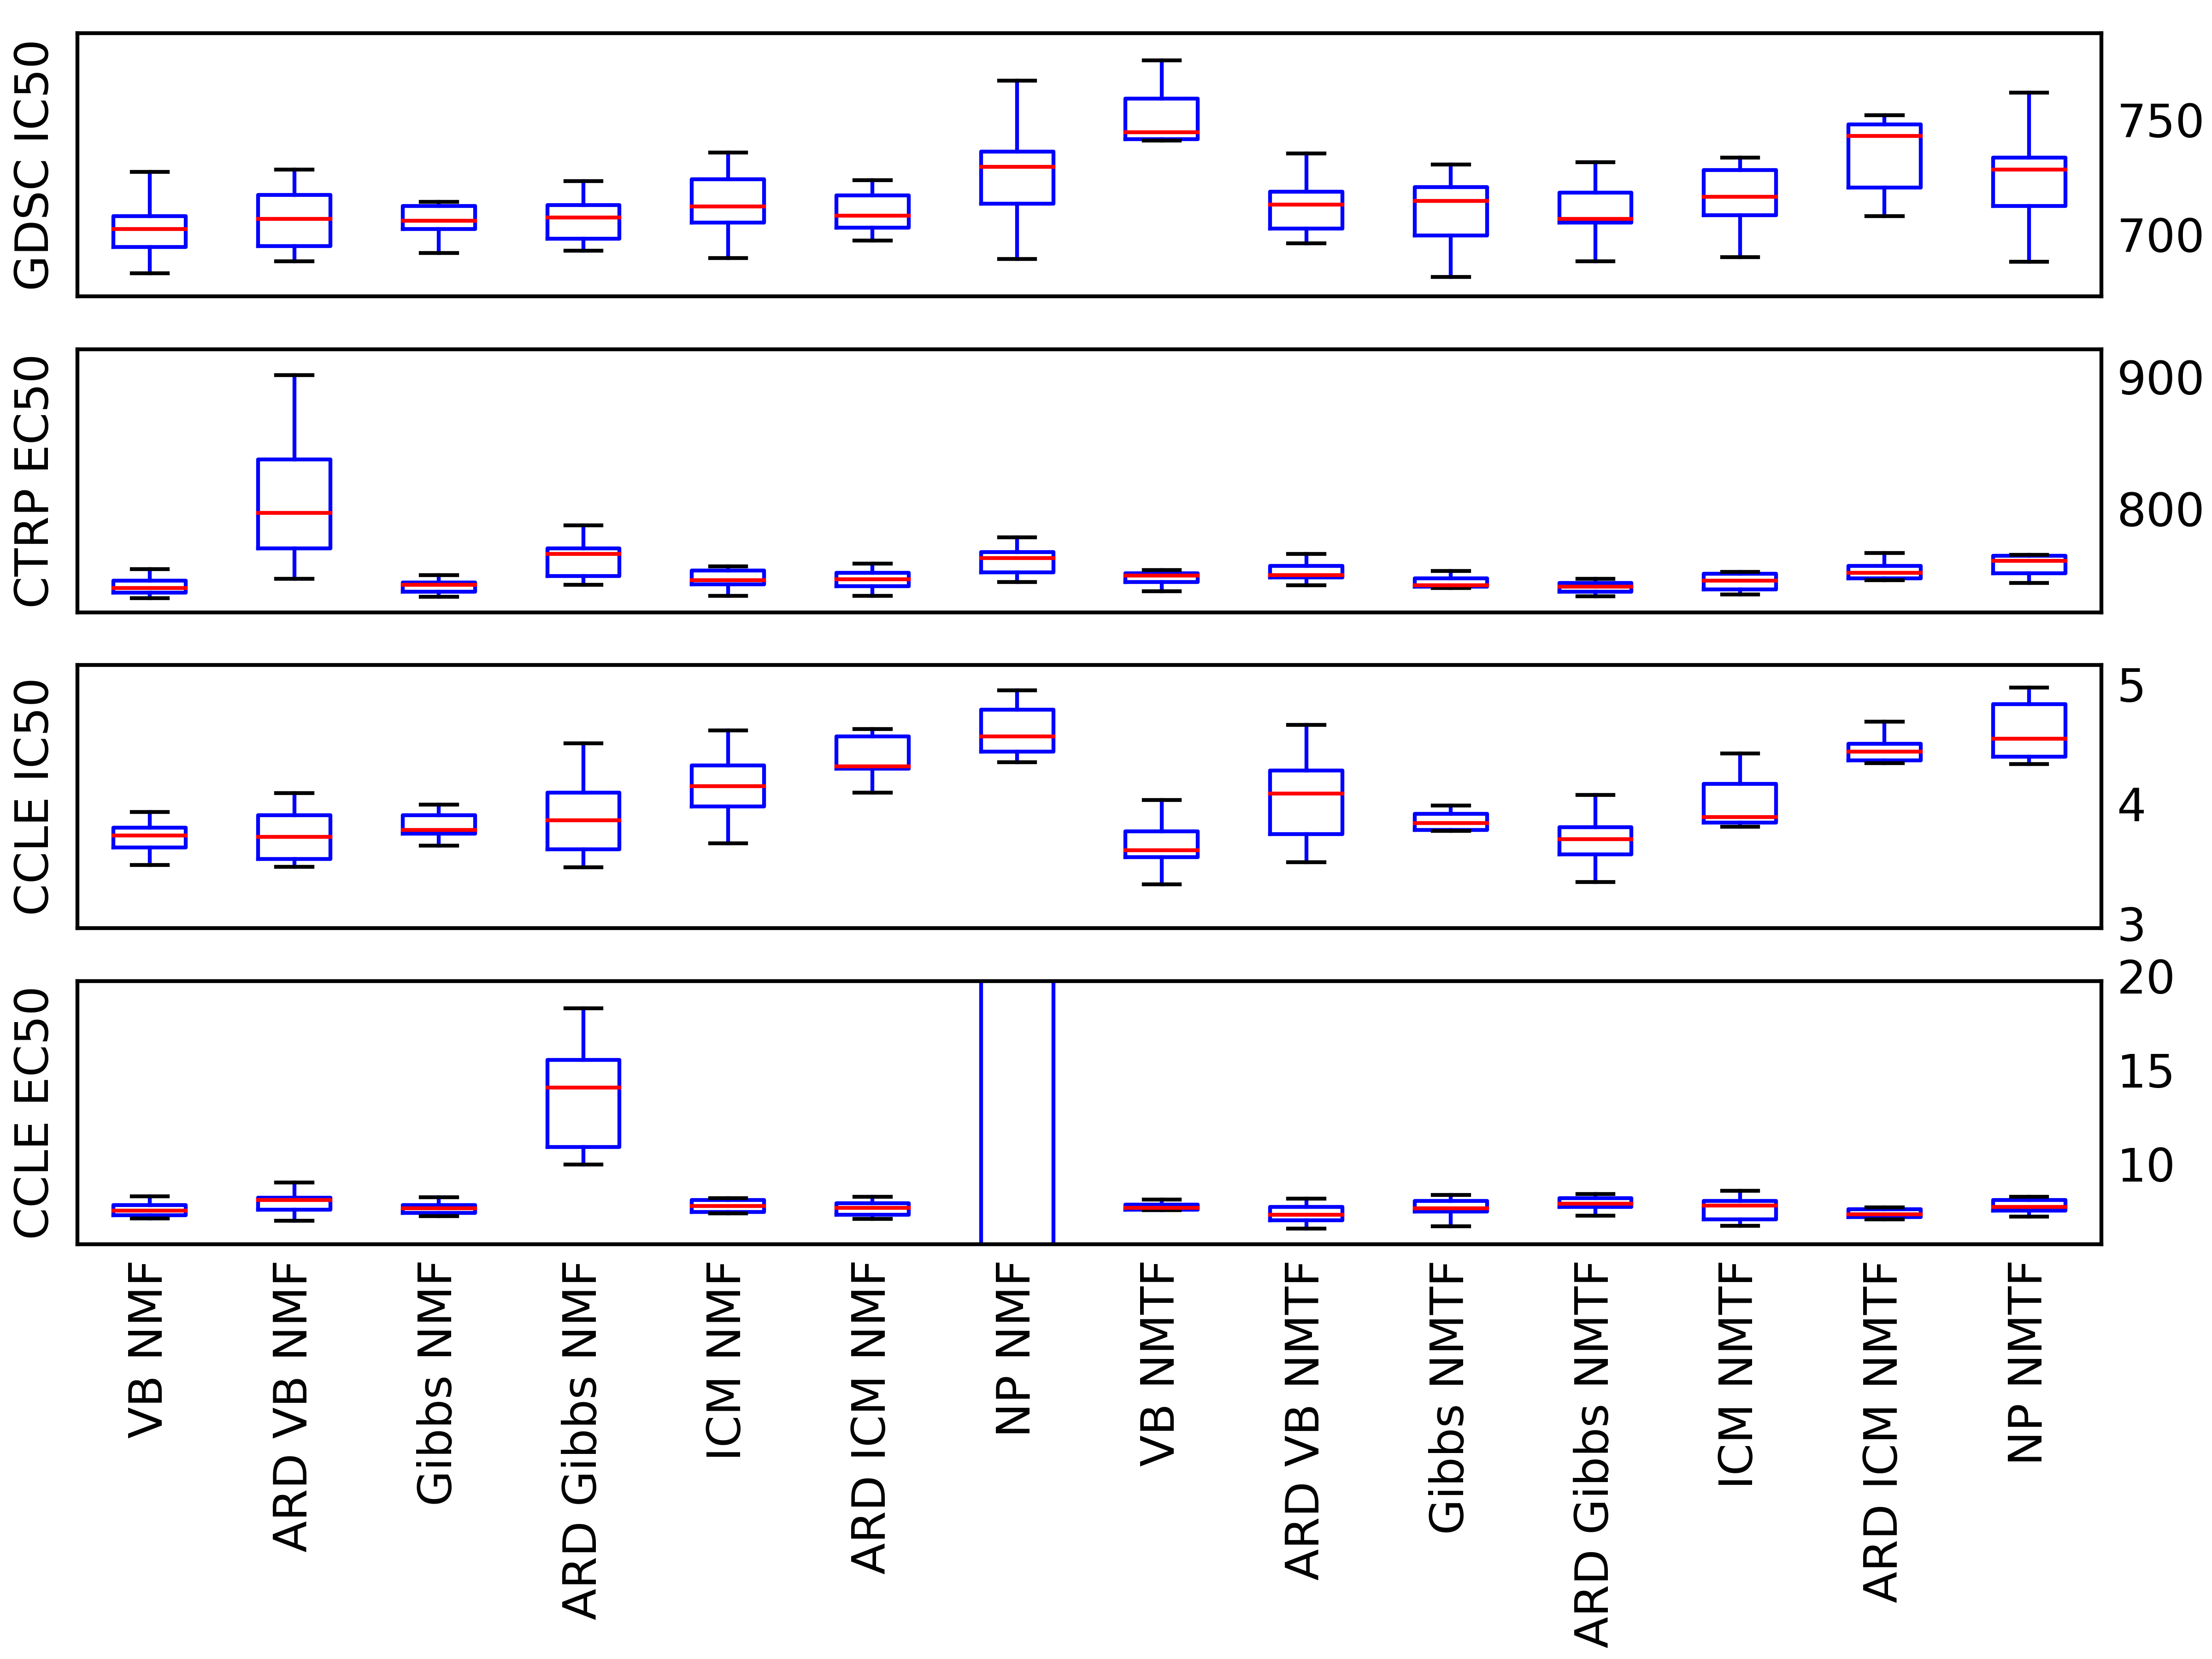 GDSC IC50
750
700
CTRP EC50
900
800
CCLE IC50
5
4
3
CCLE EC50
20
15
10
VB NMF
ARD VB NMF
Gibbs NMF
ARD Gibbs NMF
ICM NMF
ARD ICM NMF
NP NMF
VB NMTF
ARD VB NMTF
Gibbs NMTF
ARD Gibbs NMTF
ICM NMTF
ARD ICM NMTF
NP NMTF